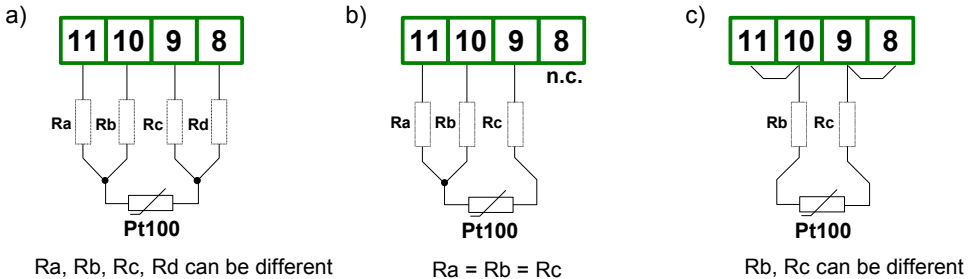 a)
11 10 9 8
Ra Rb Rc Rd
Pt100
Ra, Rb, Rc, Rd can be different
b)
11 10 9 8
n.c.
Ra Rb Rc
Pt100
Ra = Rb = Rc
c)
11 10 9 8
Rb Rc
Pt100
Rb, Rc can be different